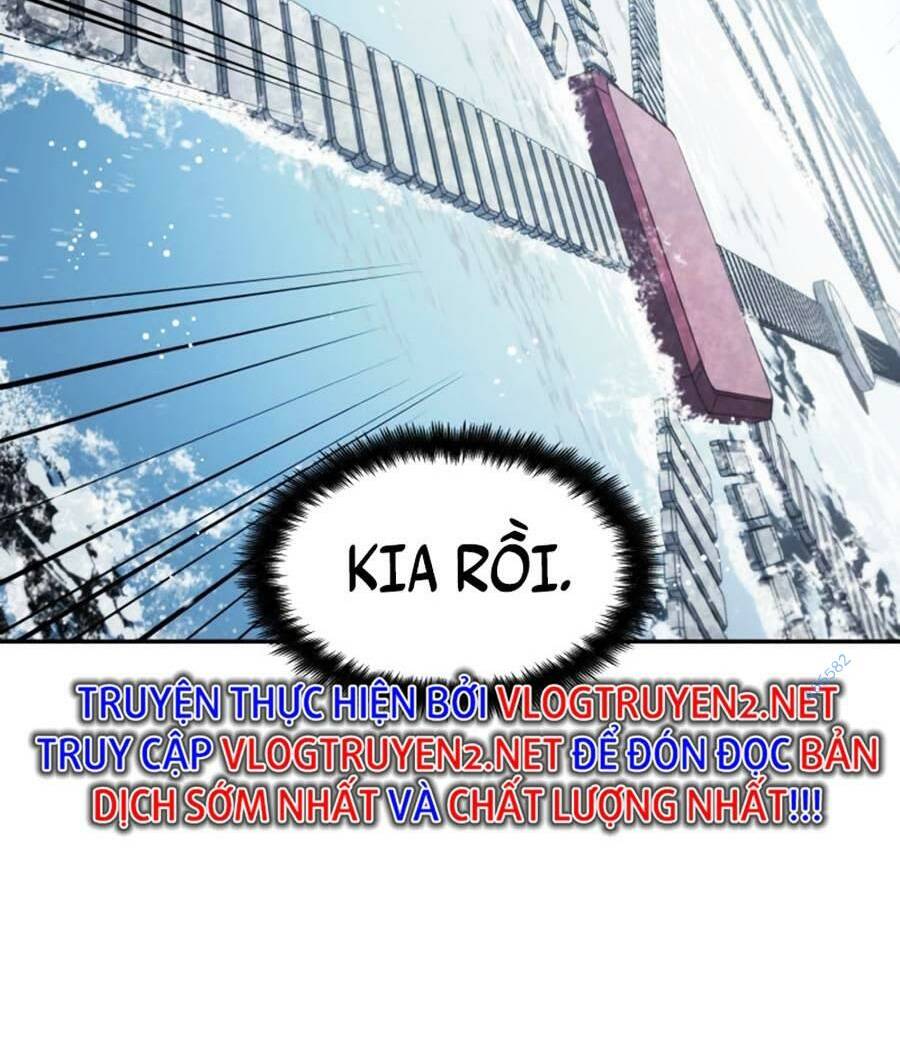 KIA RỒI.
TRUYỆN THỰC HIỆN BỞI VLOGTRUYEN2.NET
TRUY CẬP VLOGTRUYEN2.NET ĐỂ ĐÓN ĐỌC BẢN
DỊCH SỚM NHẤT VÀ CHẤT LƯỢNG NHẤT!!!